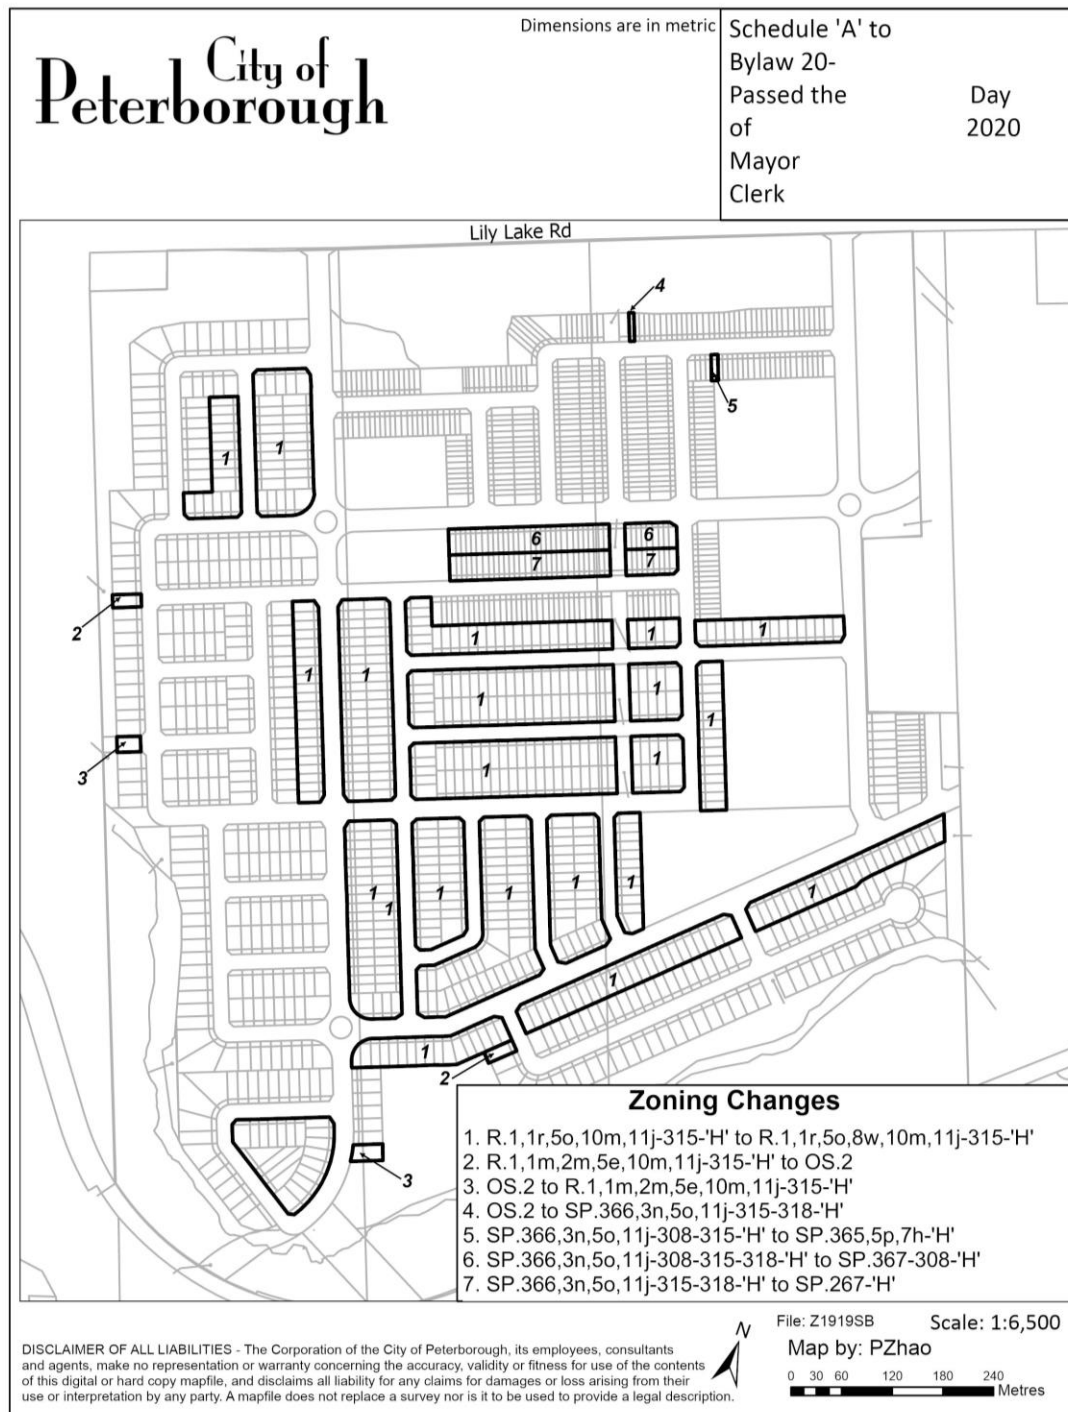 City of
Peterborough
Dimensions are in metric
Schedule 'A' to
Bylaw 20-
Passed the Day
of 2020
Mayor
Clerk
Lily Lake Rd
4
5
1
1
6
6
7
7
2
1
1
1
1
1
1
1
1
3
1
1
1
1
1
1
1
1
1
1
1
2
3
Zoning Changes
1. R.1,1r,5o,10m,11j-315-'H' to R.1,1r,5o,8w,10m,11j-315-'H'
2. R.1,1m,2m,5e,10m,11j-315-'H' to OS.2
3. OS.2 to R.1,1m,2m,5e,10m,11j-315-'H'
4. OS.2 to SP.366,3n,5o,11j-315-318-'H'
5. SP.366,3n,5o,11j-308-315-'H' to SP.365,5p,7h-'H'
6. SP.366,3n,5o,11j-308-315-318-'H' to SP.367-308-'H'
7. SP.366,3n,5o,11j-315-318-'H' to SP.267-'H'
DISCLAIMER OF ALL LIABILITIES - The Corporation of the City of Peterborough, its employees, consultants
and agents, make no representation or warranty concerning the accuracy, validity or fitness for use of the contents
of this digital or hard copy mapfile, and disclaims all liability for any claims for damages or loss arising from their
use or interpretation by any party. A mapfile does not replace a survey nor is it to be used to provide a legal description.
N
File: Z1919SB Scale: 1:6,500
Map by: PZhao
0 30 60 120 180 240
Metres